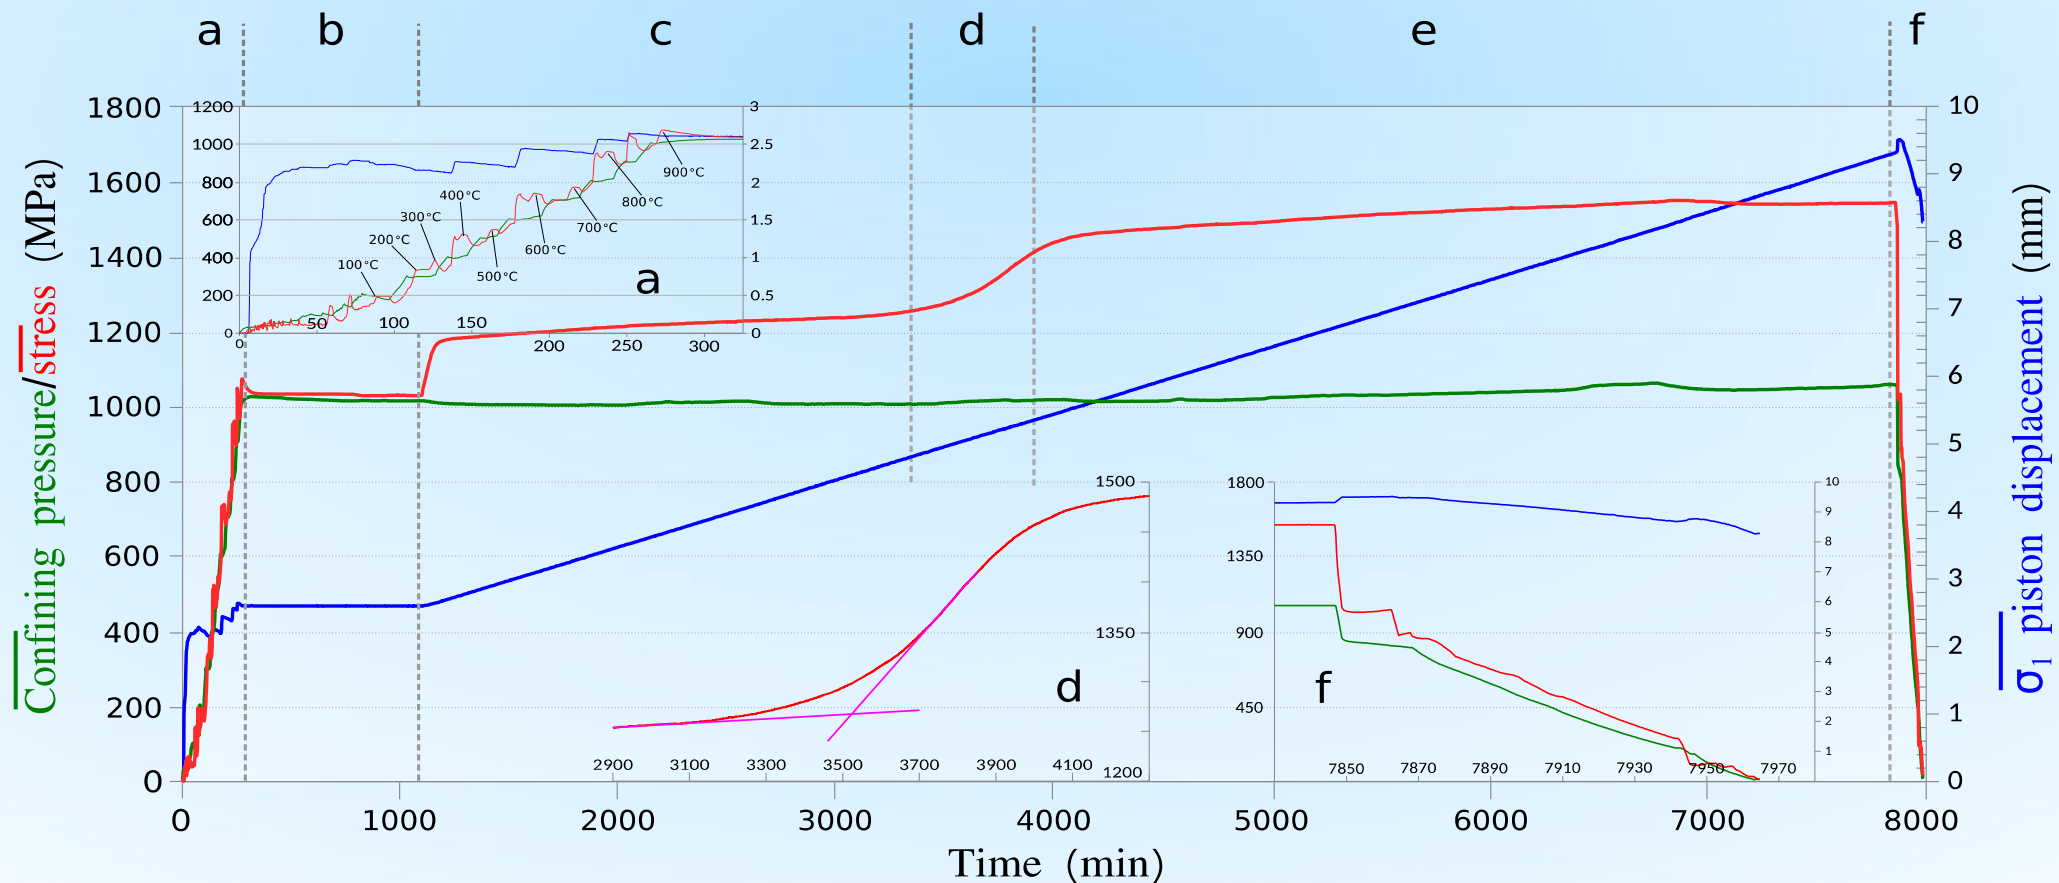 a b c d e f
1800
1600
1400
1200
1000
800
600
400
200
0
Confining pressure/stress (MPa)
10
9
8
7
6
5
4
3
2
1
0
σ1 piston displacement (mm)
0 1000 2000 3000 4000 5000 6000 7000 8000
Time (min)
1200
1000
800
600
400
200
0
3
2.5
2
1.5
1
0.5
0
0 50 100 150 200 250 300
100°C
200°C
300°C
400°C
500°C
600°C
700°C
800°C
900°C
a
1500
1350
1200
2900 3100 3300 3500 3700 3900 4100
d
1800
1350
900
450
10
9
8
7
6
5
4
3
2
1
7850 7870 7890 7910 7930 7950 7970
f